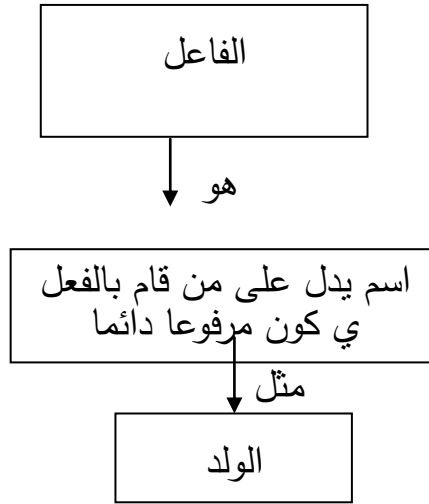 الفاعل
هو
اسم يدل على من قام بالفعل
ي كون مرفوعا دائما
مثل
الولد